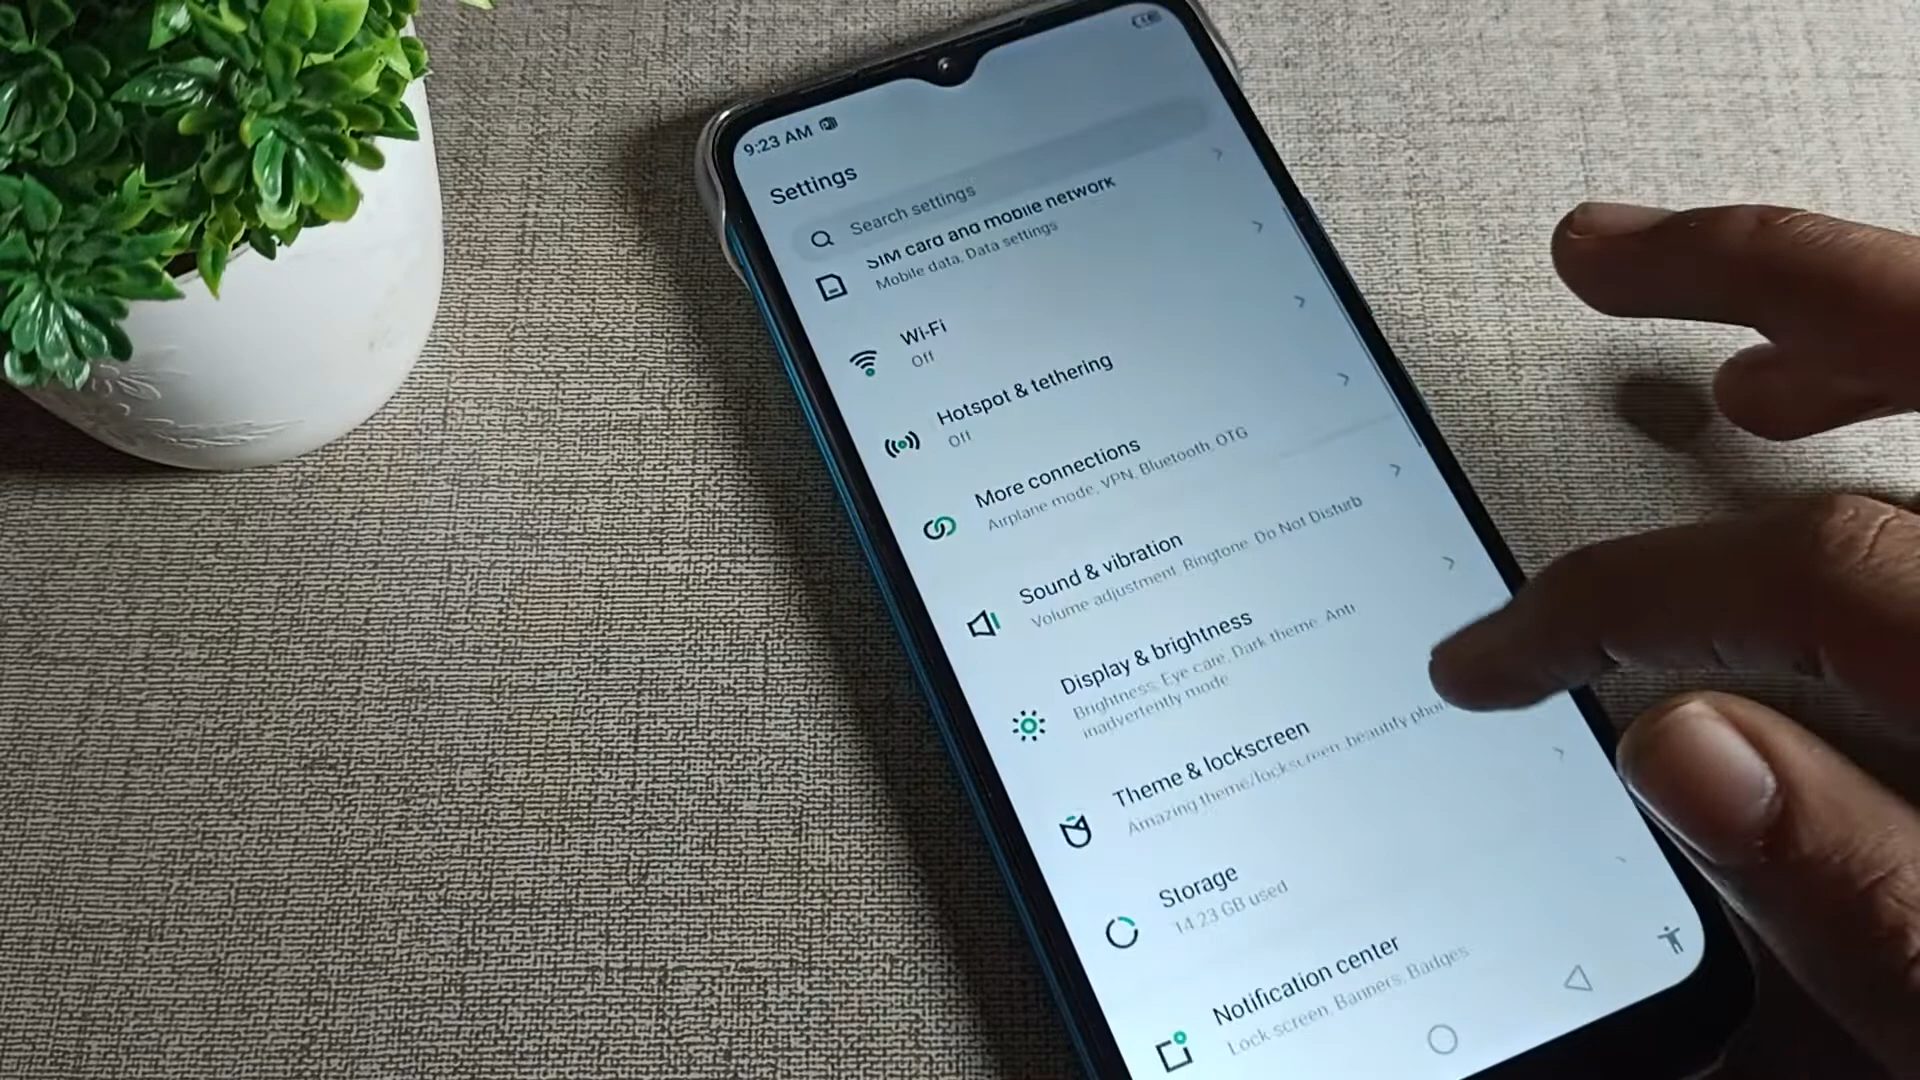 9:23 AM
Settings
Search settings
SIM card and mobile network
Mobile data, Data settings
Wi-Fi
Off
Hotspot & tethering
Off
More connections
Airplane mode, VPN, Bluetooth, OTG
Sound & vibration
Volume adjustment, Ringtone, Do Not Disturb
Display & brightness
Brightness, Eye care, Dark theme, Anti
inadvertently mode
Theme & lockscreen
Amazing theme/lockscreen, beautify
Storage
14.23 GB used
Notification center
Lock screen, Banners, Badges